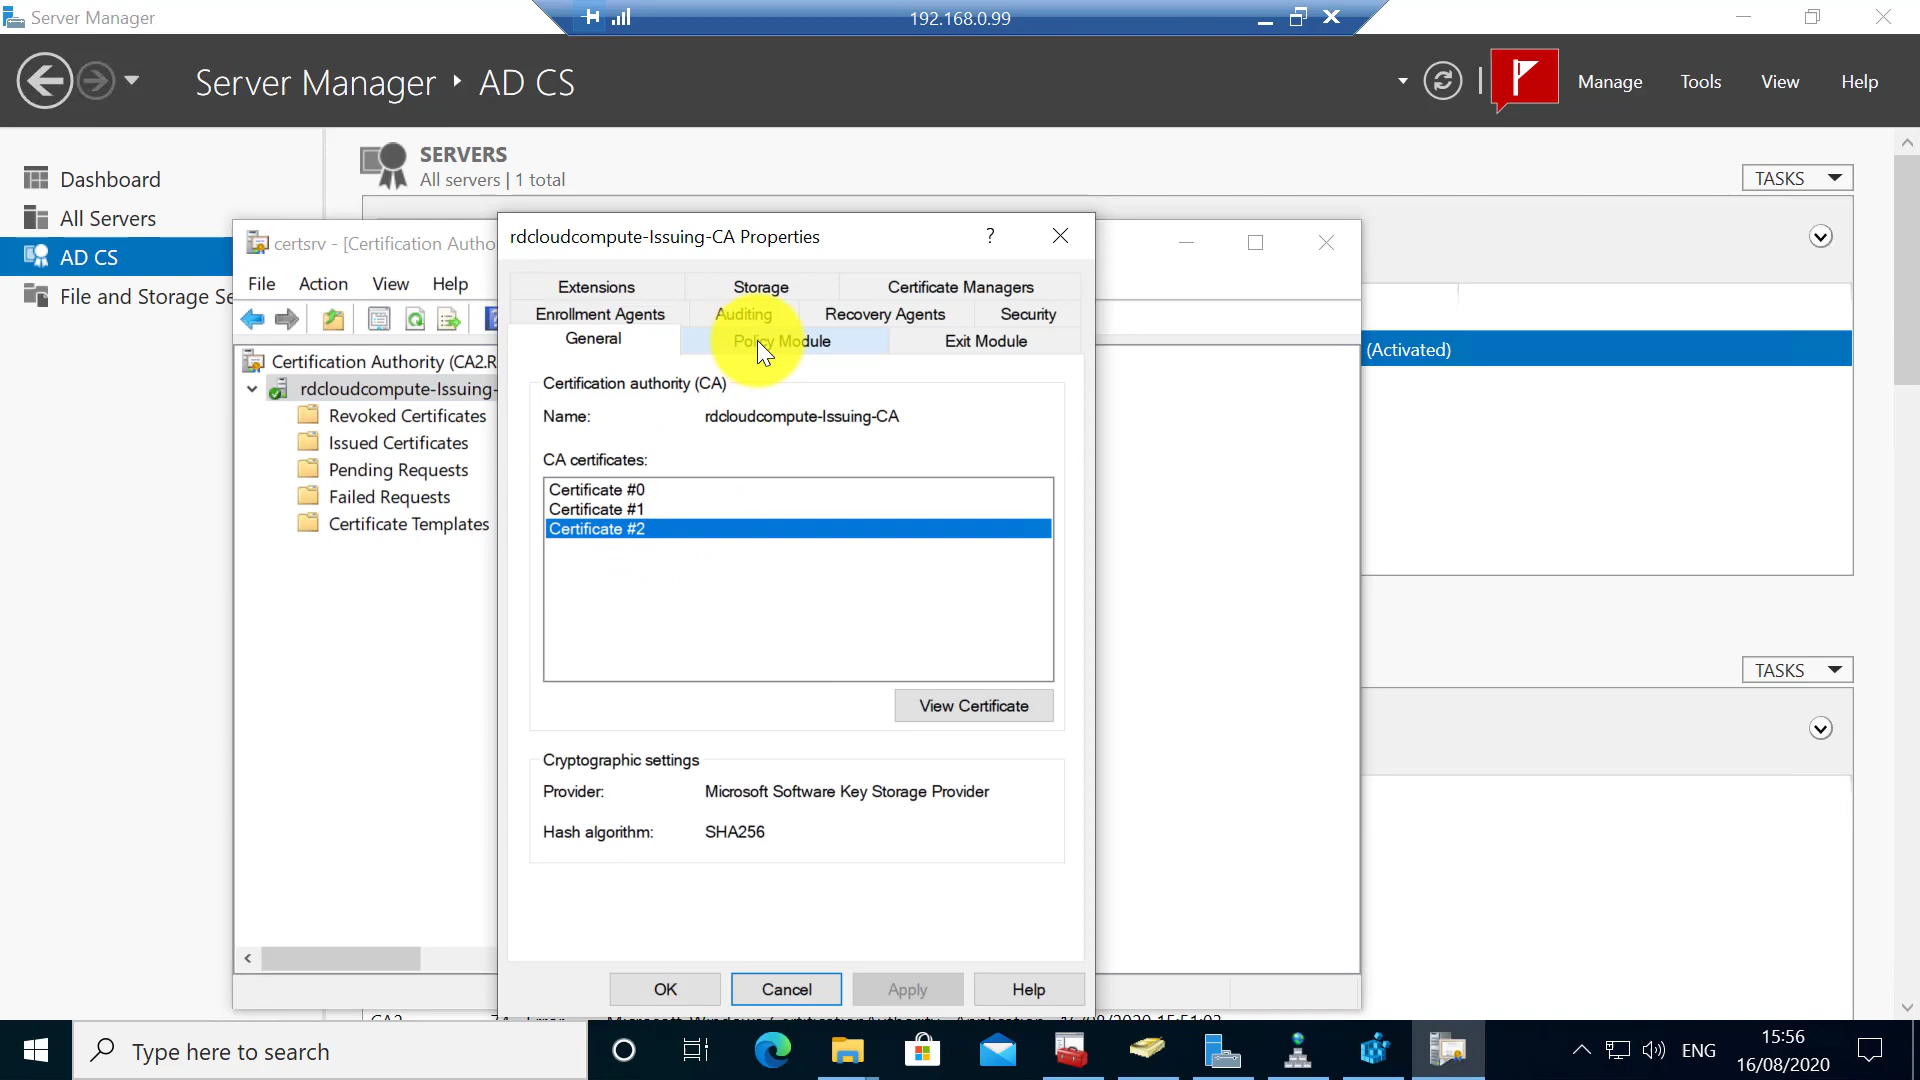 Server Manager
192.168.0.99
Server Manager
AD CS
Manage
Tools
View
Help
Dashboard
All Servers
AD CS
File and Storage Se
SERVERS
All servers | 1 total
TASKS
certsrv - [Certification Autho
File
Action
View
Help
Certification Authority (CA2.R
rdcloudcompute-Issuing-
Revoked Certificates
Issued Certificates
Pending Requests
Failed Requests
Certificate Templates
rdcloudcompute-Issuing-CA Properties
?
Extensions
Storage
Certificate Managers
Enrollment Agents
Auditing
Recovery Agents
Security
General
Policy Module
Exit Module
Certification authority (CA)
Name:
rdcloudcompute-Issuing-CA
CA certificates:
Certificate #0
Certificate #1
Certificate #2
View Certificate
Cryptographic settings
Provider:
Microsoft Software Key Storage Provider
Hash algorithm:
SHA256
OK
Cancel
Apply
Help
(Activated)
TASKS
Type here to search
ENG
15:56
16/08/2020